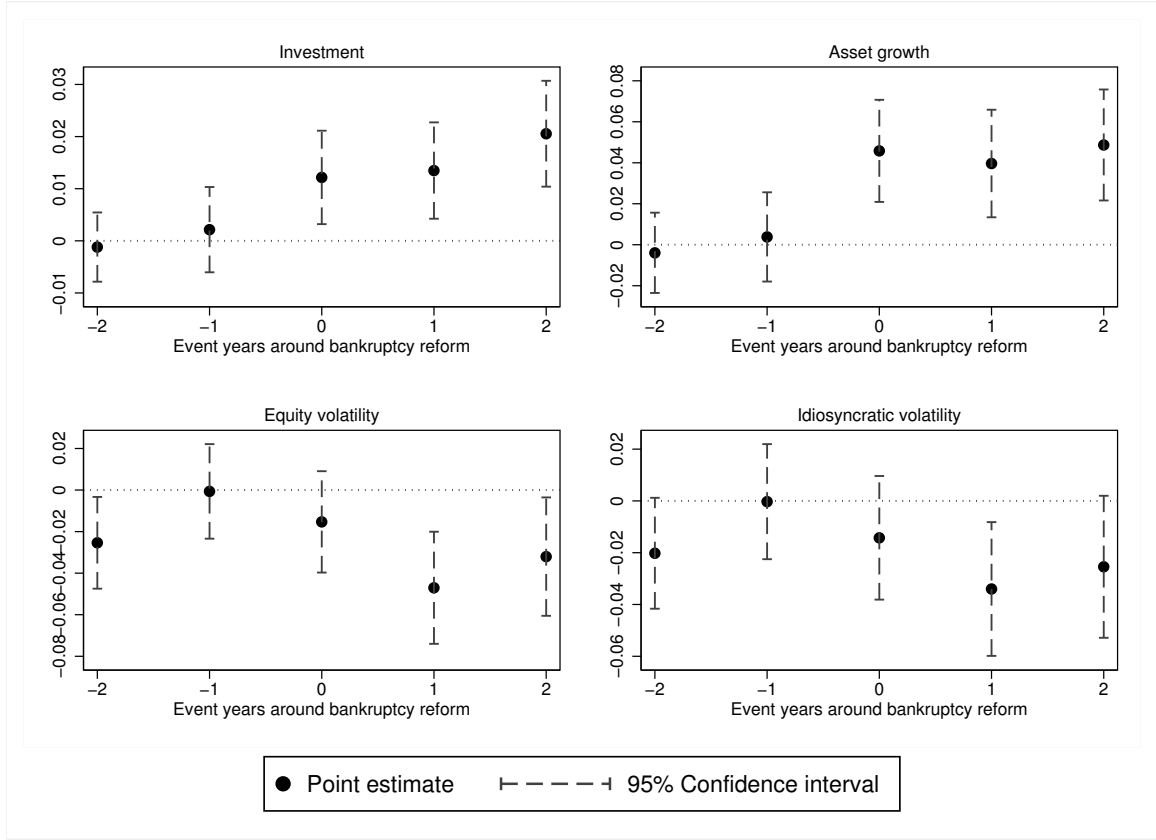 Investment
0.03
0.02
0.01
0
−0.01
−2 −1 0 1 2
Event years around bankruptcy reform
Asset growth
0.08
0.06
0.04
0.02
0
−0.02
−2 −1 0 1 2
Event years around bankruptcy reform
Equity volatility
0.02
0
−0.02
−0.04
−0.06
−0.08
−2 −1 0 1 2
Event years around bankruptcy reform
Idiosyncratic volatility
0.02
0
−0.02
−0.04
−0.06
−2 −1 0 1 2
Event years around bankruptcy reform
Point estimate 95% Confidence interval